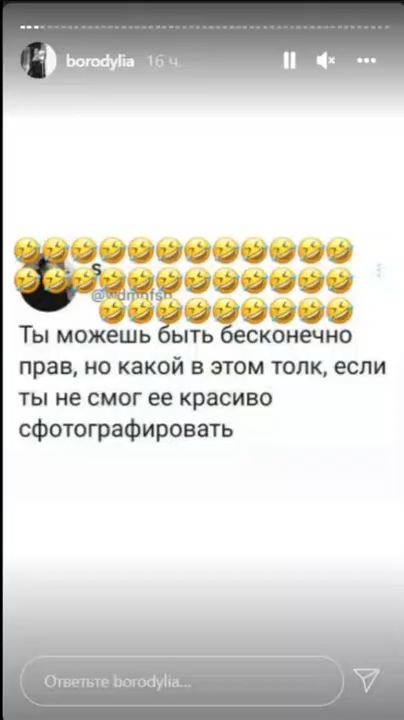 borodylia 16 ч.
S
Ты можешь быть бесконечно
прав, но какой в этом толк, если
ты не смог ее красиво
сфотографировать
Ответьте borodylia...